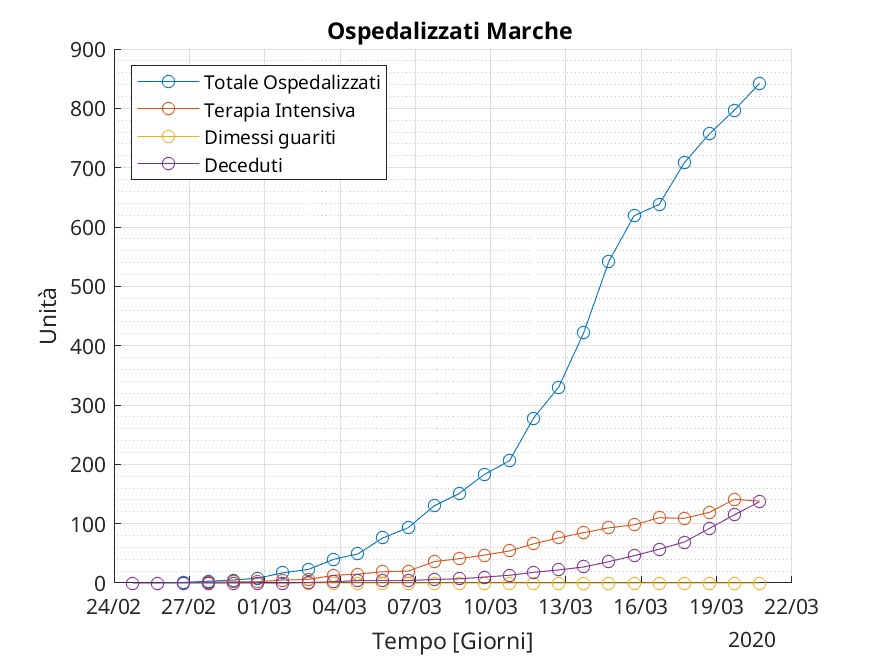 Ospedalizzati Marche
900
800
700
600
500
400
300
200
100
0
Unità
Totale Ospedalizzati
Terapia Intensiva
Dimessi guariti
Deceduti
24/02 27/02 01/03 04/03 07/03 10/03 13/03 16/03 19/03 22/03
Tempo [Giorni]
2020